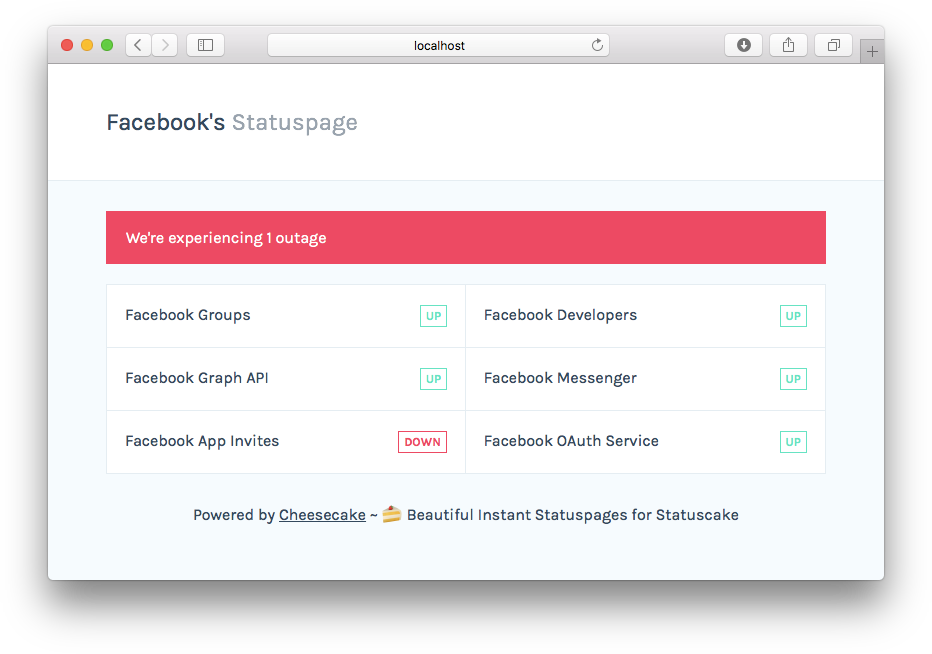 localhost
Facebook's Statuspage
We're experiencing 1 outage
Facebook Groups UP
Facebook Developers UP
Facebook Graph API UP
Facebook Messenger UP
Facebook App Invites DOWN
Facebook OAuth Service UP
Powered by Cheesecake ~ 🍰 Beautiful Instant Statuspages for Statuscake